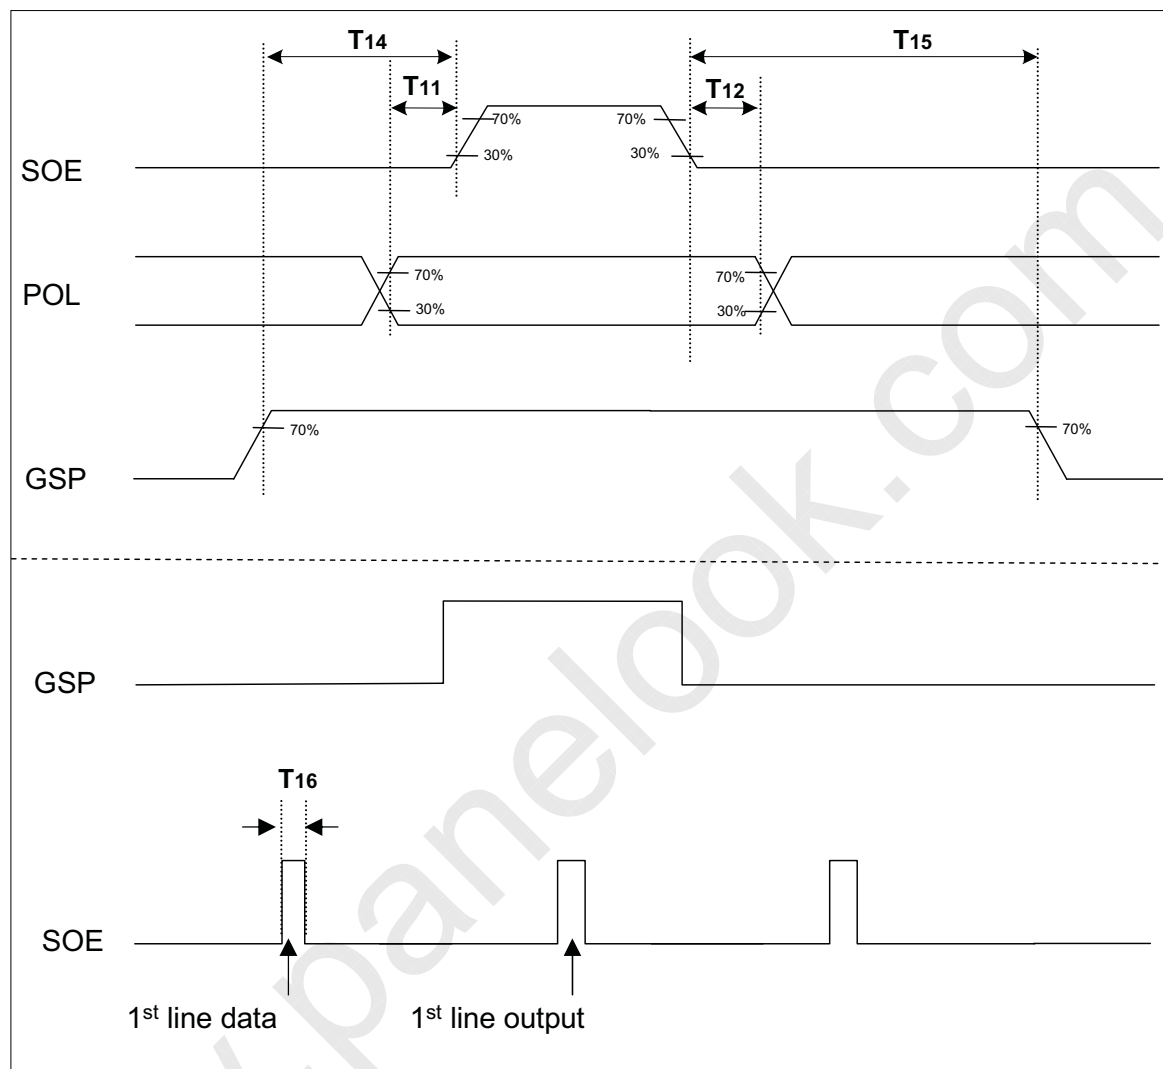 T14
T15
T11
T12
70%
70%
30%
30%
SOE
70%
70%
POL
30%
30%
70%
70%
GSP
GSP
T16
SOE
1st line data
1st line output
.panelook.com